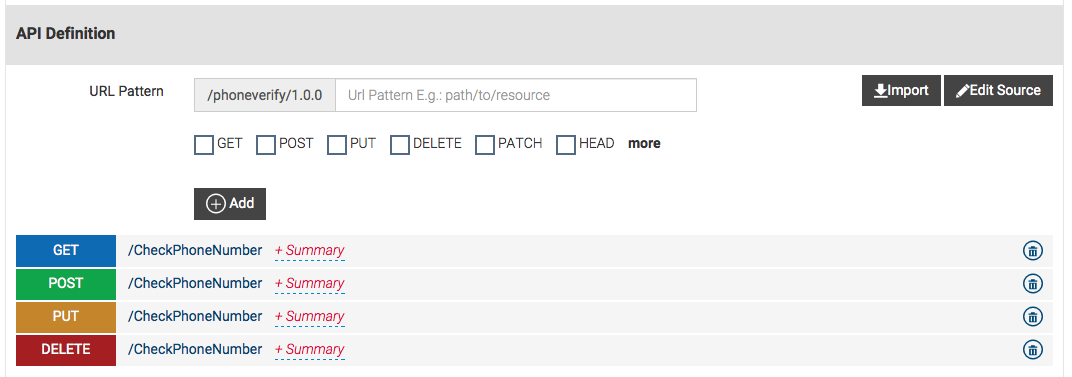 API Definition
URL Pattern /phoneverify/1.0.0 Url Pattern E.g.: path/to/resource Import Edit Source
GET POST PUT DELETE PATCH HEAD more
Add
GET /CheckPhoneNumber + Summary
POST /CheckPhoneNumber + Summary
PUT /CheckPhoneNumber + Summary
DELETE /CheckPhoneNumber + Summary